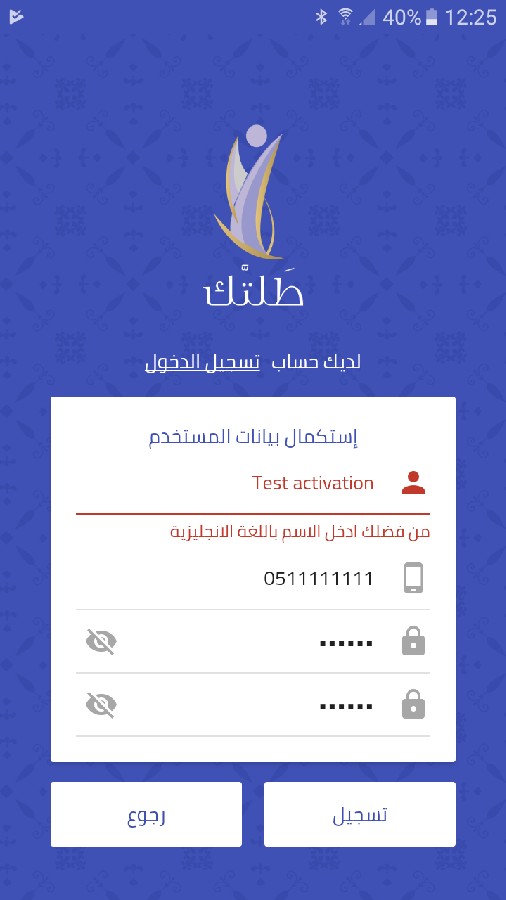 40% 12:25
طَلتُك
لديك حساب تسجيل الدخول
إستكمال بيانات المستخدم
Test activation
من فضلك ادخل الاسم باللغة الانجليزية
0511111111
••••••
••••••
تسجيل رجوع